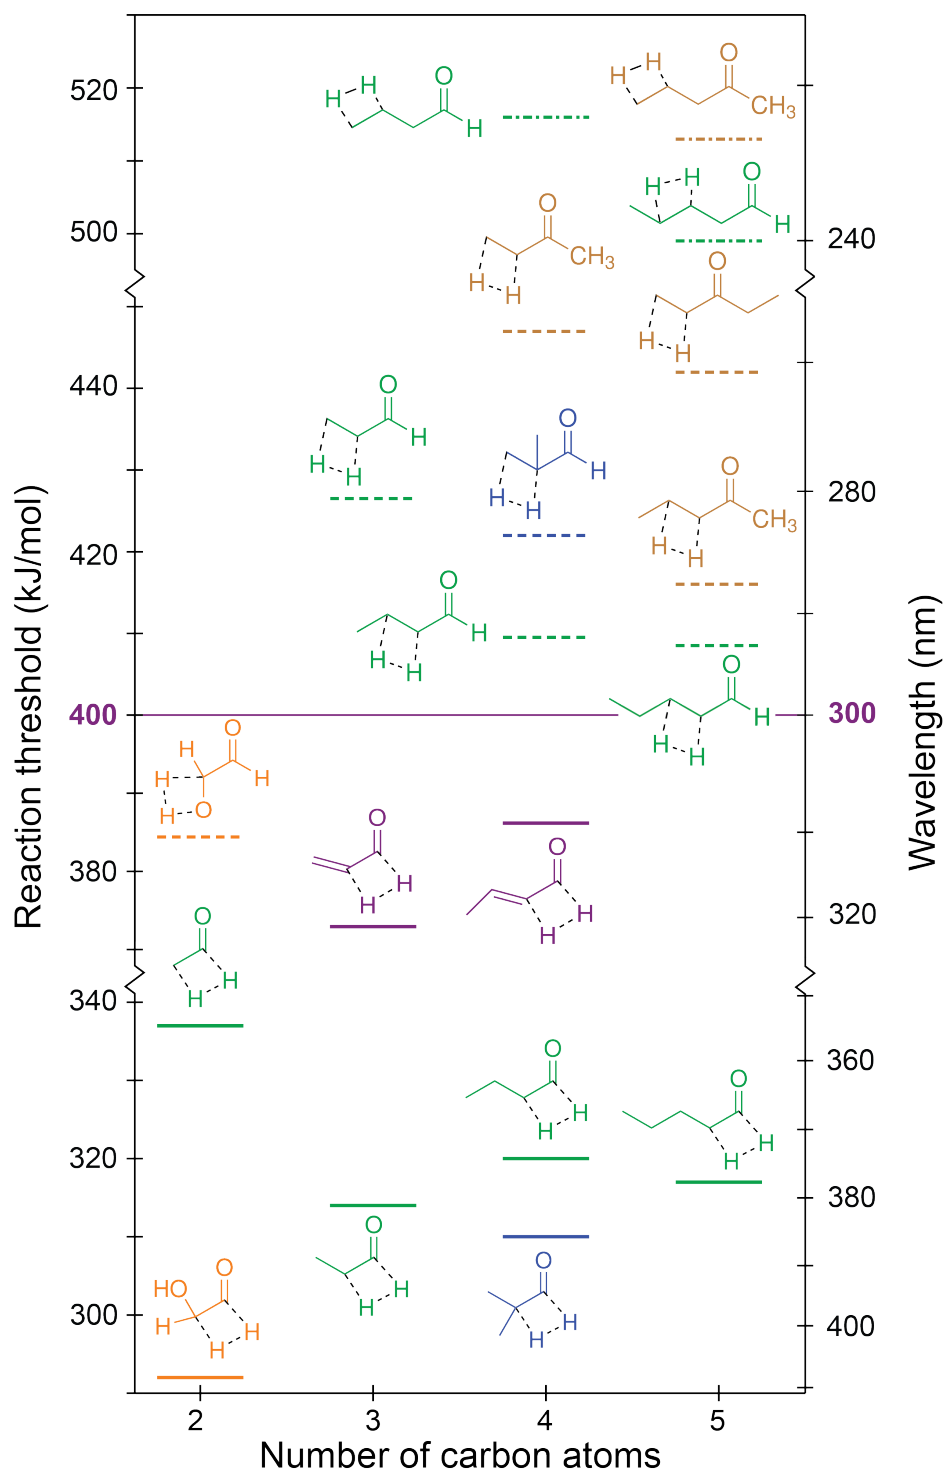 Reaction threshold (kJ/mol)
520
500
440
420
400
380
340
320
300
Wavelength (nm)
240
280
300
320
360
380
400
2
3
4
5
Number of carbon atoms
H H O H
H H O CH3
H H O H
O CH3 H H
O H H
O H H H
O H H H
O CH3 H H
O H H H
O H H H
H O H H H O
O H H
O H H
O H H
O H H
O H H
O H H
HO O H H H
O H H